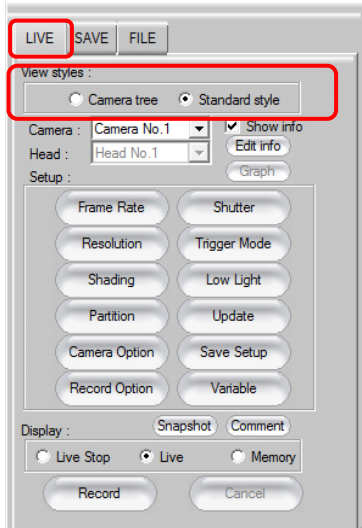 LIVE SAVE FILE
View styles :
Camera tree Standard style
Camera : Camera No.1 Show info
Head : Head No.1 Edit info
Setup : Graph
Frame Rate Shutter
Resolution Trigger Mode
Shading Low Light
Partition Update
Camera Option Save Setup
Record Option Variable
Display : Snapshot Comment
Live Stop Live Memory
Record Cancel